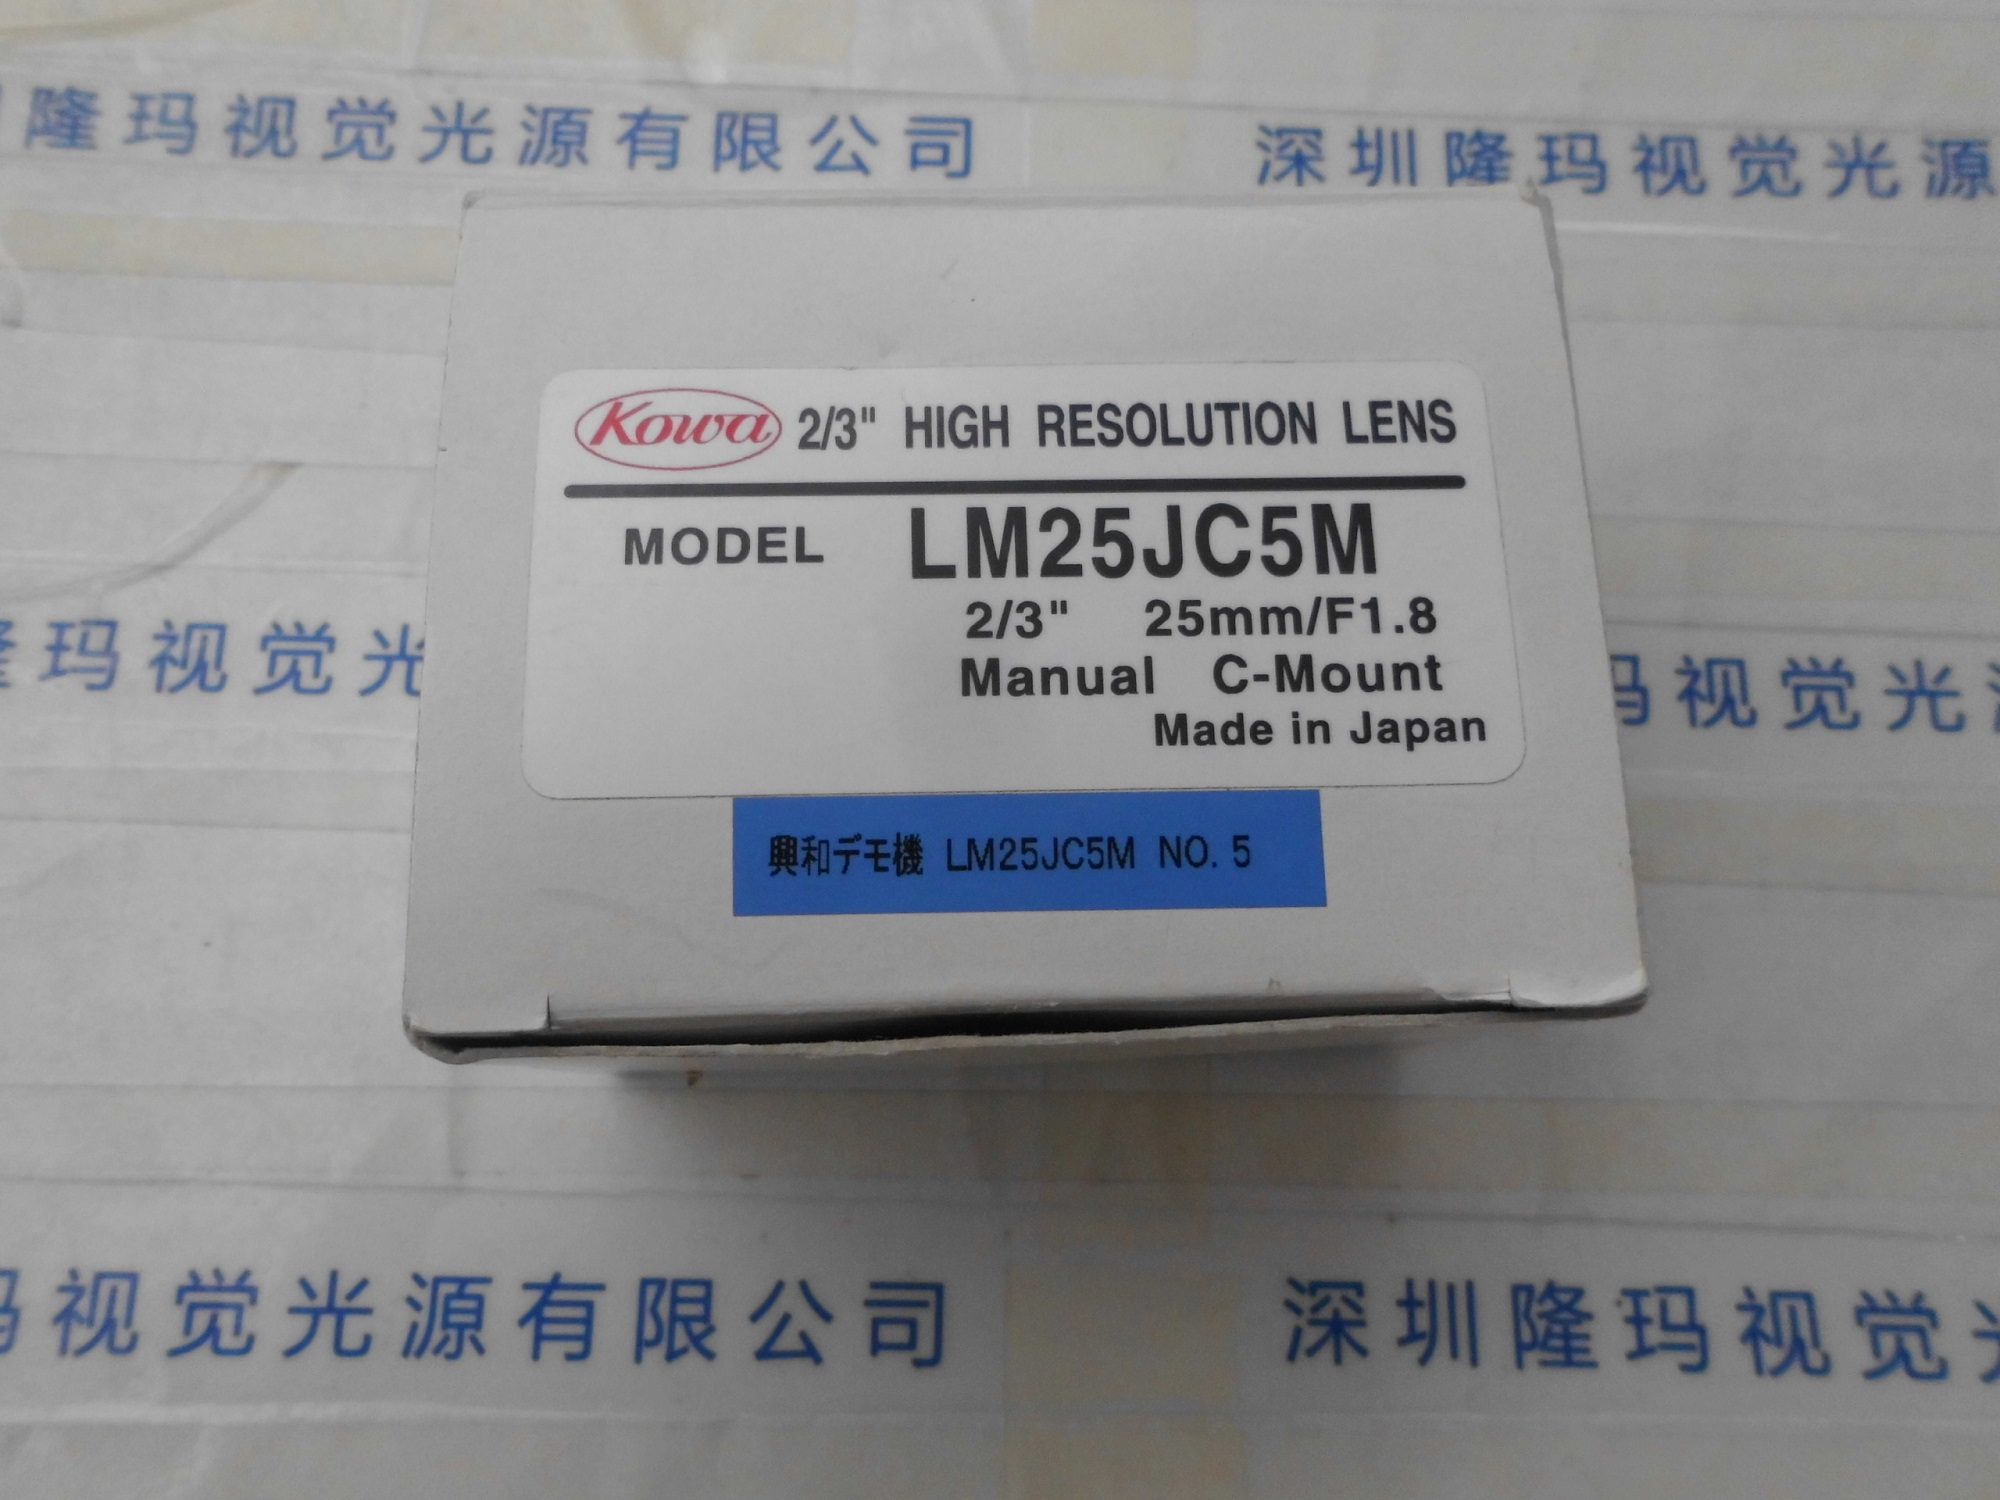 隆玛视觉光源有限公司
深圳隆玛视觉光源
Kowa 2/3" HIGH RESOLUTION LENS
MODEL LM25JC5M
2/3" 25mm/F1.8
Manual C-Mount
Made in Japan
興和デモ機 LM25JC5M NO. 5
隆玛视觉光
玛视觉光
玛视觉光源有限公司
深圳隆玛视觉光